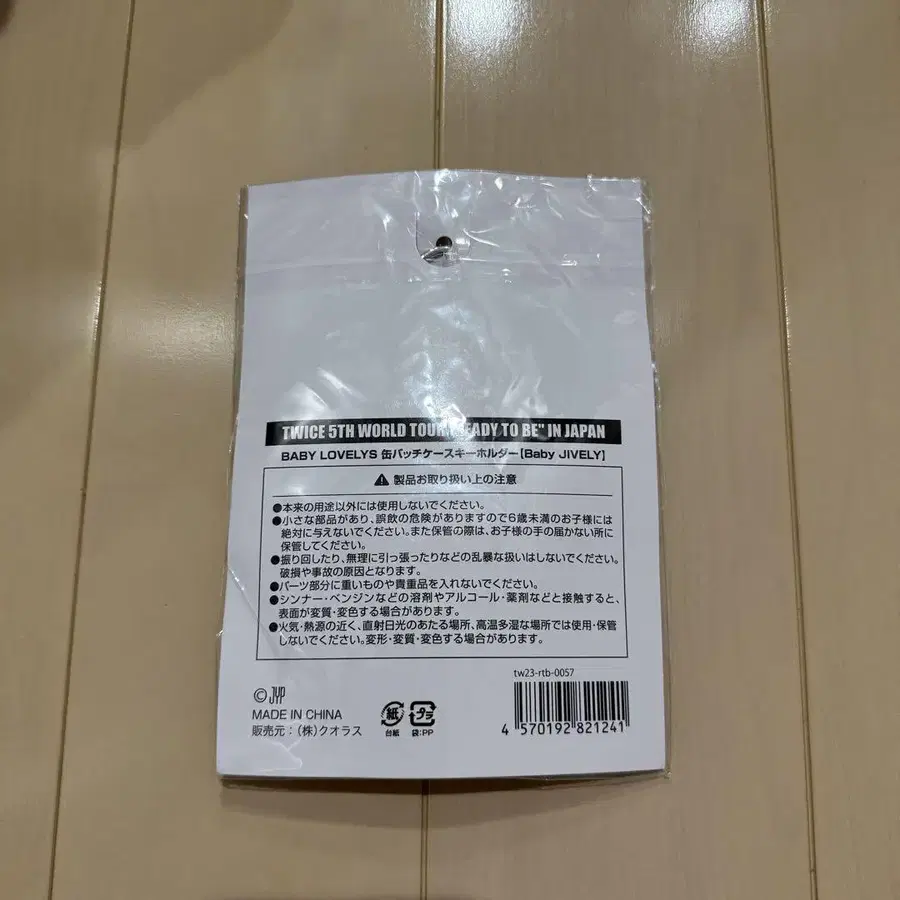 TWICE 5TH WORLD TOUR "READY TO BE" IN JAPAN
BABY LOVELYS 缶バッチケースキーホルダー【Baby JIVELY】
製品お取り扱い上の注意
●本来の用途以外には使用しないでください。
●小さな部品があり、誤飲の危険がありますので6歳未満のお子様には
絶対に与えないでください。また保管の際は、お子様の手の届かない所に
保管してください。
●振り回したり、無理に引っ張ったりなどの乱暴な扱いはしないでください。
破損や事故の原因となります。
●パーツ部分に重いものや貴重品を入れないでください。
●シンナー・ベンジンなどの溶剤やアルコール・薬剤などと接触すると、
表面が変質・変色する場合があります。
●火気・熱源の近く、直射日光のあたる場所、高温多湿な場所では使用・保管
しないでください。変形・変質・変色する場合があります。
tw23-rtb-0057
© JYP
MADE IN CHINA
販売元:(株)クオラス
紙
台紙
プラ
袋:PP
4 570192 821241